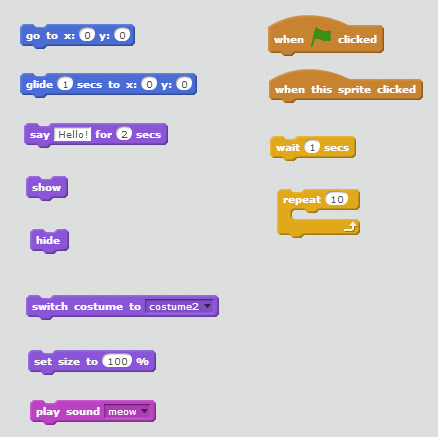 go to x: 0 y: 0
glide 1 secs to x: 0 y: 0
say Hello! for 2 secs
show
hide
switch costume to costume2
set size to 100 %
play sound meow
when clicked
when this sprite clicked
wait 1 secs
repeat 10